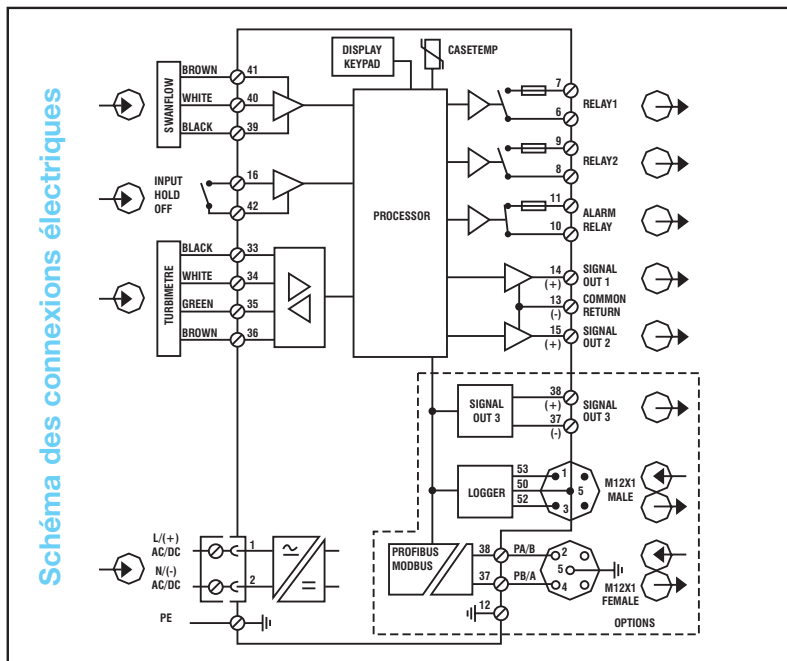 Schéma des connexions électriques
DISPLAY
KEYPAD
CASETEMP
SWANFLOW
BROWN
41
WHITE
40
BLACK
39
INPUT
HOLD
OFF
16
42
TURBIMETRE
BLACK
33
WHITE
34
GREEN
35
BROWN
36
PROCESSOR
7
6
RELAY1
9
8
RELAY2
11
10
ALARM
RELAY
14
(+)
SIGNAL
OUT 1
13
(-)
COMMON
RETURN
15
(+)
SIGNAL
OUT 2
SIGNAL
OUT 3
38
(+)
37
(-)
SIGNAL
OUT 3
LOGGER
53
50
52
1
5
3
M12X1
MALE
PROFIBUS
MODBUS
38
PA/B
37
PB/A
2
5
4
M12X1
FEMALE
12
OPTIONS
L/(+)
AC/DC
1
N/(-)
AC/DC
2
PE